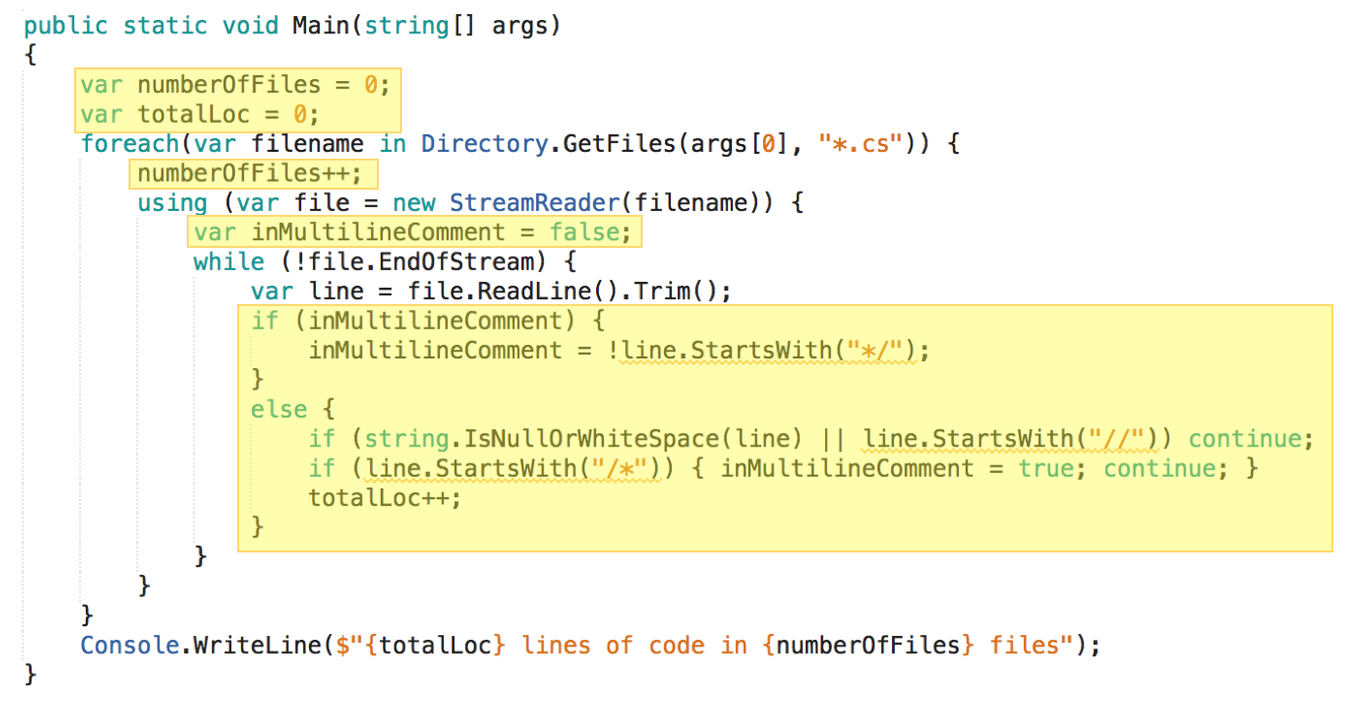 public static void Main(string[] args)
{
    var numberOfFiles = 0;
    var totalLoc = 0;
    foreach(var filename in Directory.GetFiles(args[0], "*.cs")) {
        numberOfFiles++;
        using (var file = new StreamReader(filename)) {
            var inMultilineComment = false;
            while (!file.EndOfStream) {
                var line = file.ReadLine().Trim();
                if (inMultilineComment) {
                    inMultilineComment = !line.StartsWith("*/");
                }
                else {
                    if (string.IsNullOrWhiteSpace(line) || line.StartsWith("//")) continue;
                    if (line.StartsWith("/*")) { inMultilineComment = true; continue; }
                    totalLoc++;
                }
            }
        }
    }
    Console.WriteLine($"{totalLoc} lines of code in {numberOfFiles} files");
}